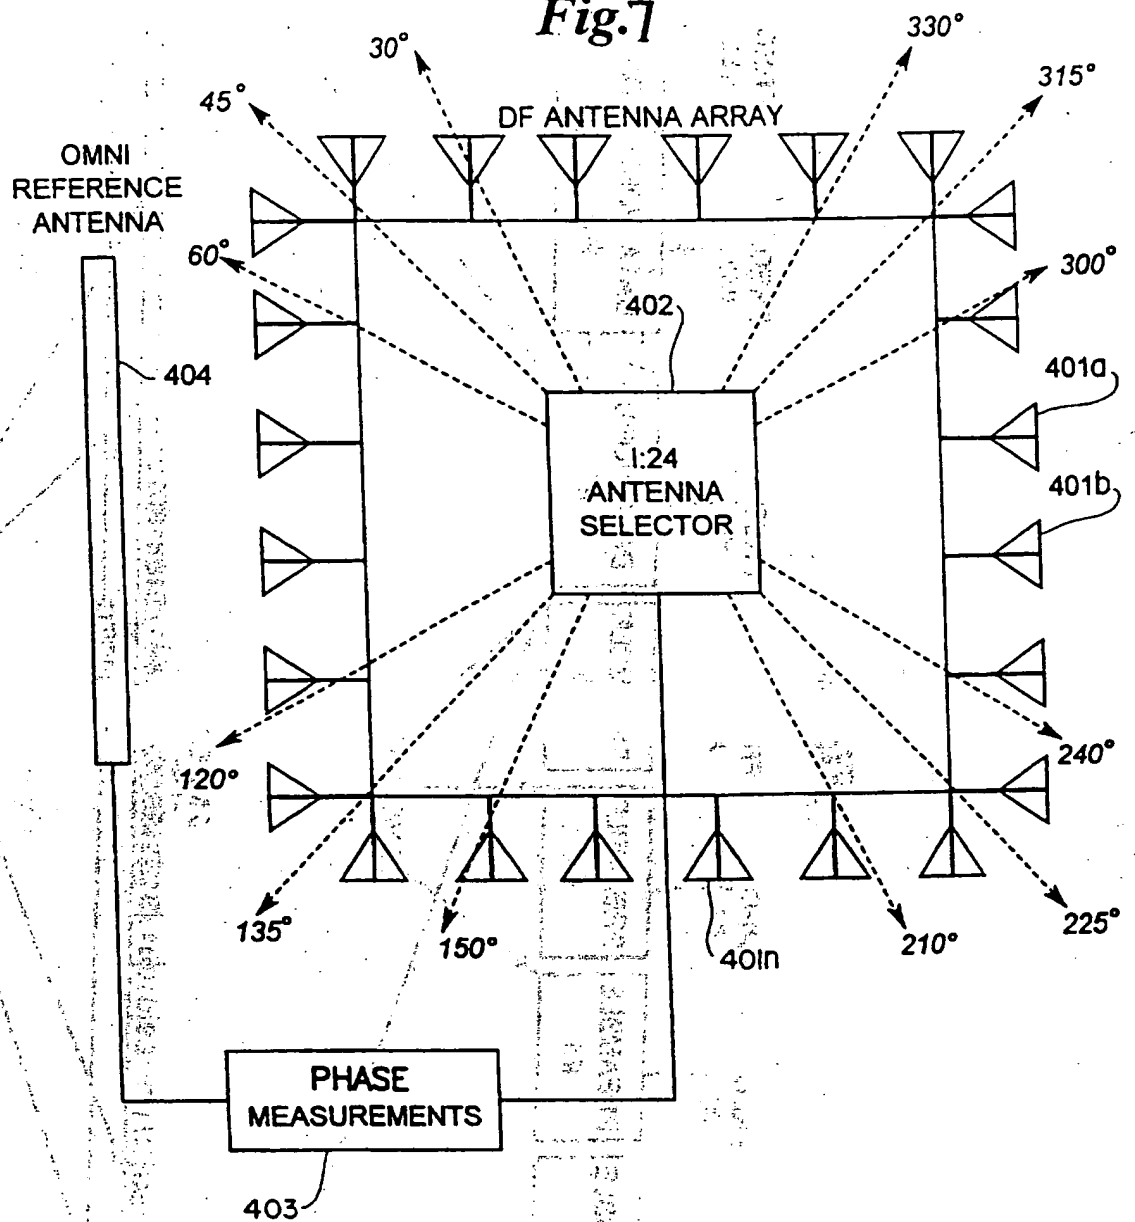 Fig.7
30°
330°
45°
315°
DF ANTENNA ARRAY
OMNI
REFERENCE
ANTENNA
60°
300°
402
404
401a
1:24
ANTENNA
SELECTOR
401b
120°
240°
135°
150°
210°
225°
401n
PHASE
MEASUREMENTS
403